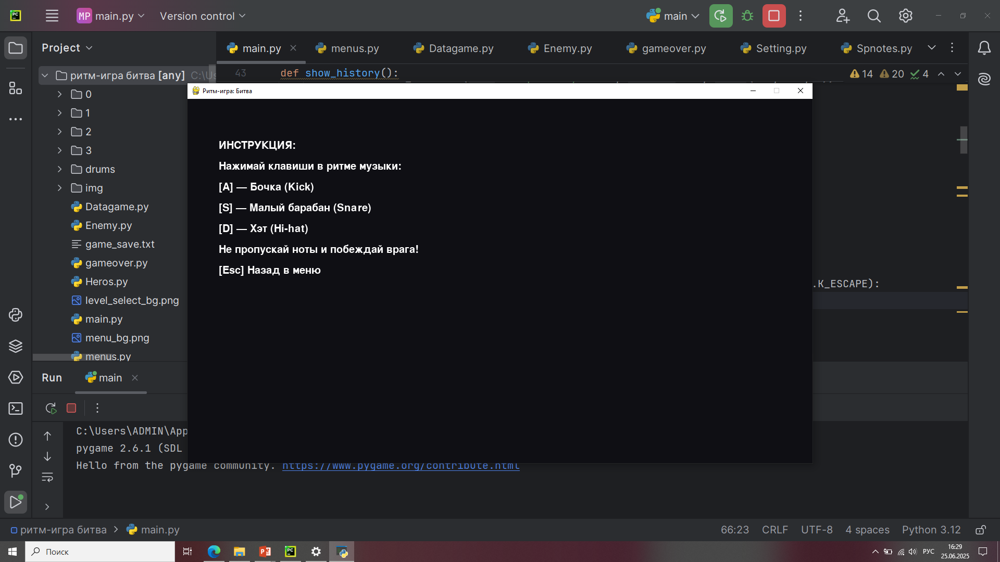 PC
MP main.py
Version control
main
Project
main.py
menus.py
Datagame.py
Enemy.py
gameover.py
Setting.py
Spnotes.py
ритм-игра битва [any]
43 def show_history():
14 20 4
Ритм-игра: Битва
0
1
2
3
drums
img
Datagame.py
Enemy.py
game_save.txt
gameover.py
Heros.py
level_select_bg.png
main.py
menu_bg.png
menus.py
ИНСТРУКЦИЯ:
Нажимай клавиши в ритме музыки:
[A] — Бочка (Kick)
[S] — Малый барабан (Snare)
[D] — Хэт (Hi-hat)
Не пропускай ноты и побеждай врага!
[Esc] Назад в меню
.K_ESCAPE):
Run
main
C:\Users\ADMIN\App
pygame 2.6.1 (SDL
Hello from the pygame community. https://www.pygame.org/contribute.html
ритм-игра битва > main.py
66:23 CRLF UTF-8 4 spaces Python 3.12
Поиск
РУС
16:29
25.06.2025